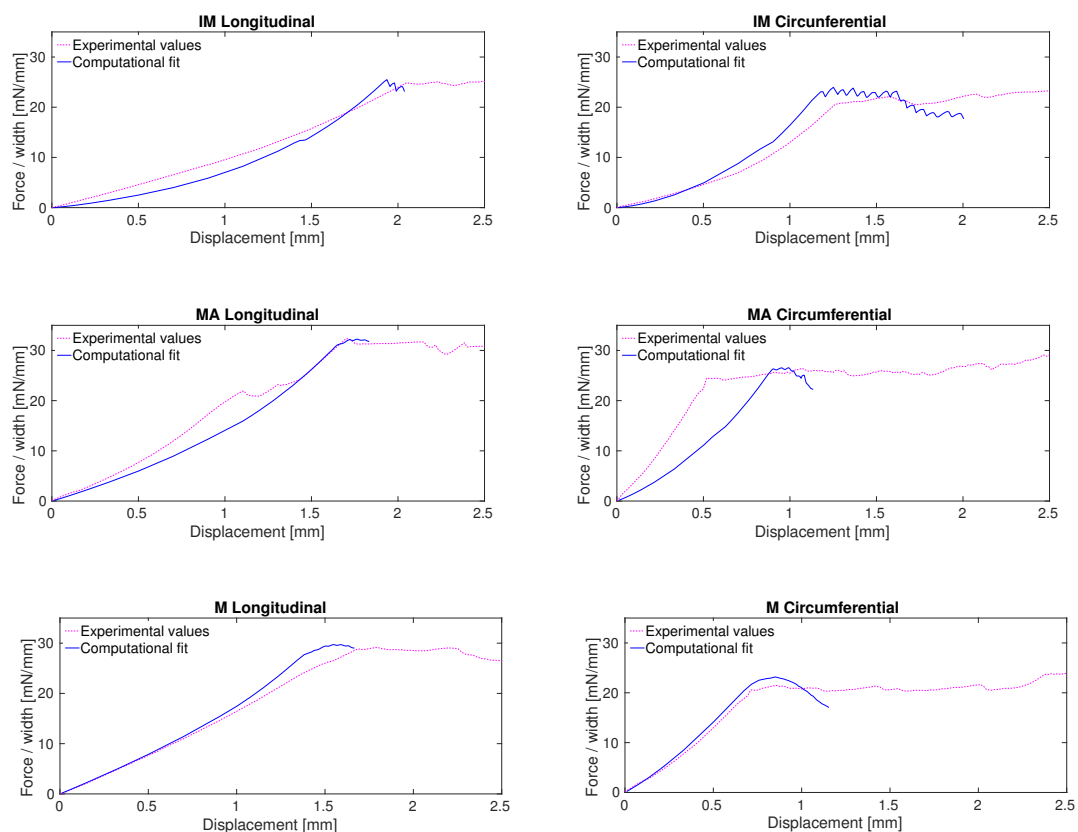 IM Longitudinal
Experimental values
Computational fit
Force / width [mN/mm]
30
20
10
0
0 0.5 1 1.5 2 2.5
Displacement [mm]
IM Circunferential
Experimental values
Computational fit
Force / width [mN/mm]
30
20
10
0
0 0.5 1 1.5 2 2.5
Displacement [mm]
MA Longitudinal
Experimental values
Computational fit
Force / width [mN/mm]
30
20
10
0
0 0.5 1 1.5 2 2.5
Displacement [mm]
MA Circumferential
Experimental values
Computational fit
Force / width [mN/mm]
30
20
10
0
0 0.5 1 1.5 2 2.5
Displacement [mm]
M Longitudinal
Experimental values
Computational fit
Force / width [mN/mm]
30
20
10
0
0 0.5 1 1.5 2 2.5
Displacement [mm]
M Circumferential
Experimental values
Computational fit
Force / width [mN/mm]
30
20
10
0
0 0.5 1 1.5 2 2.5
Displacement [mm]